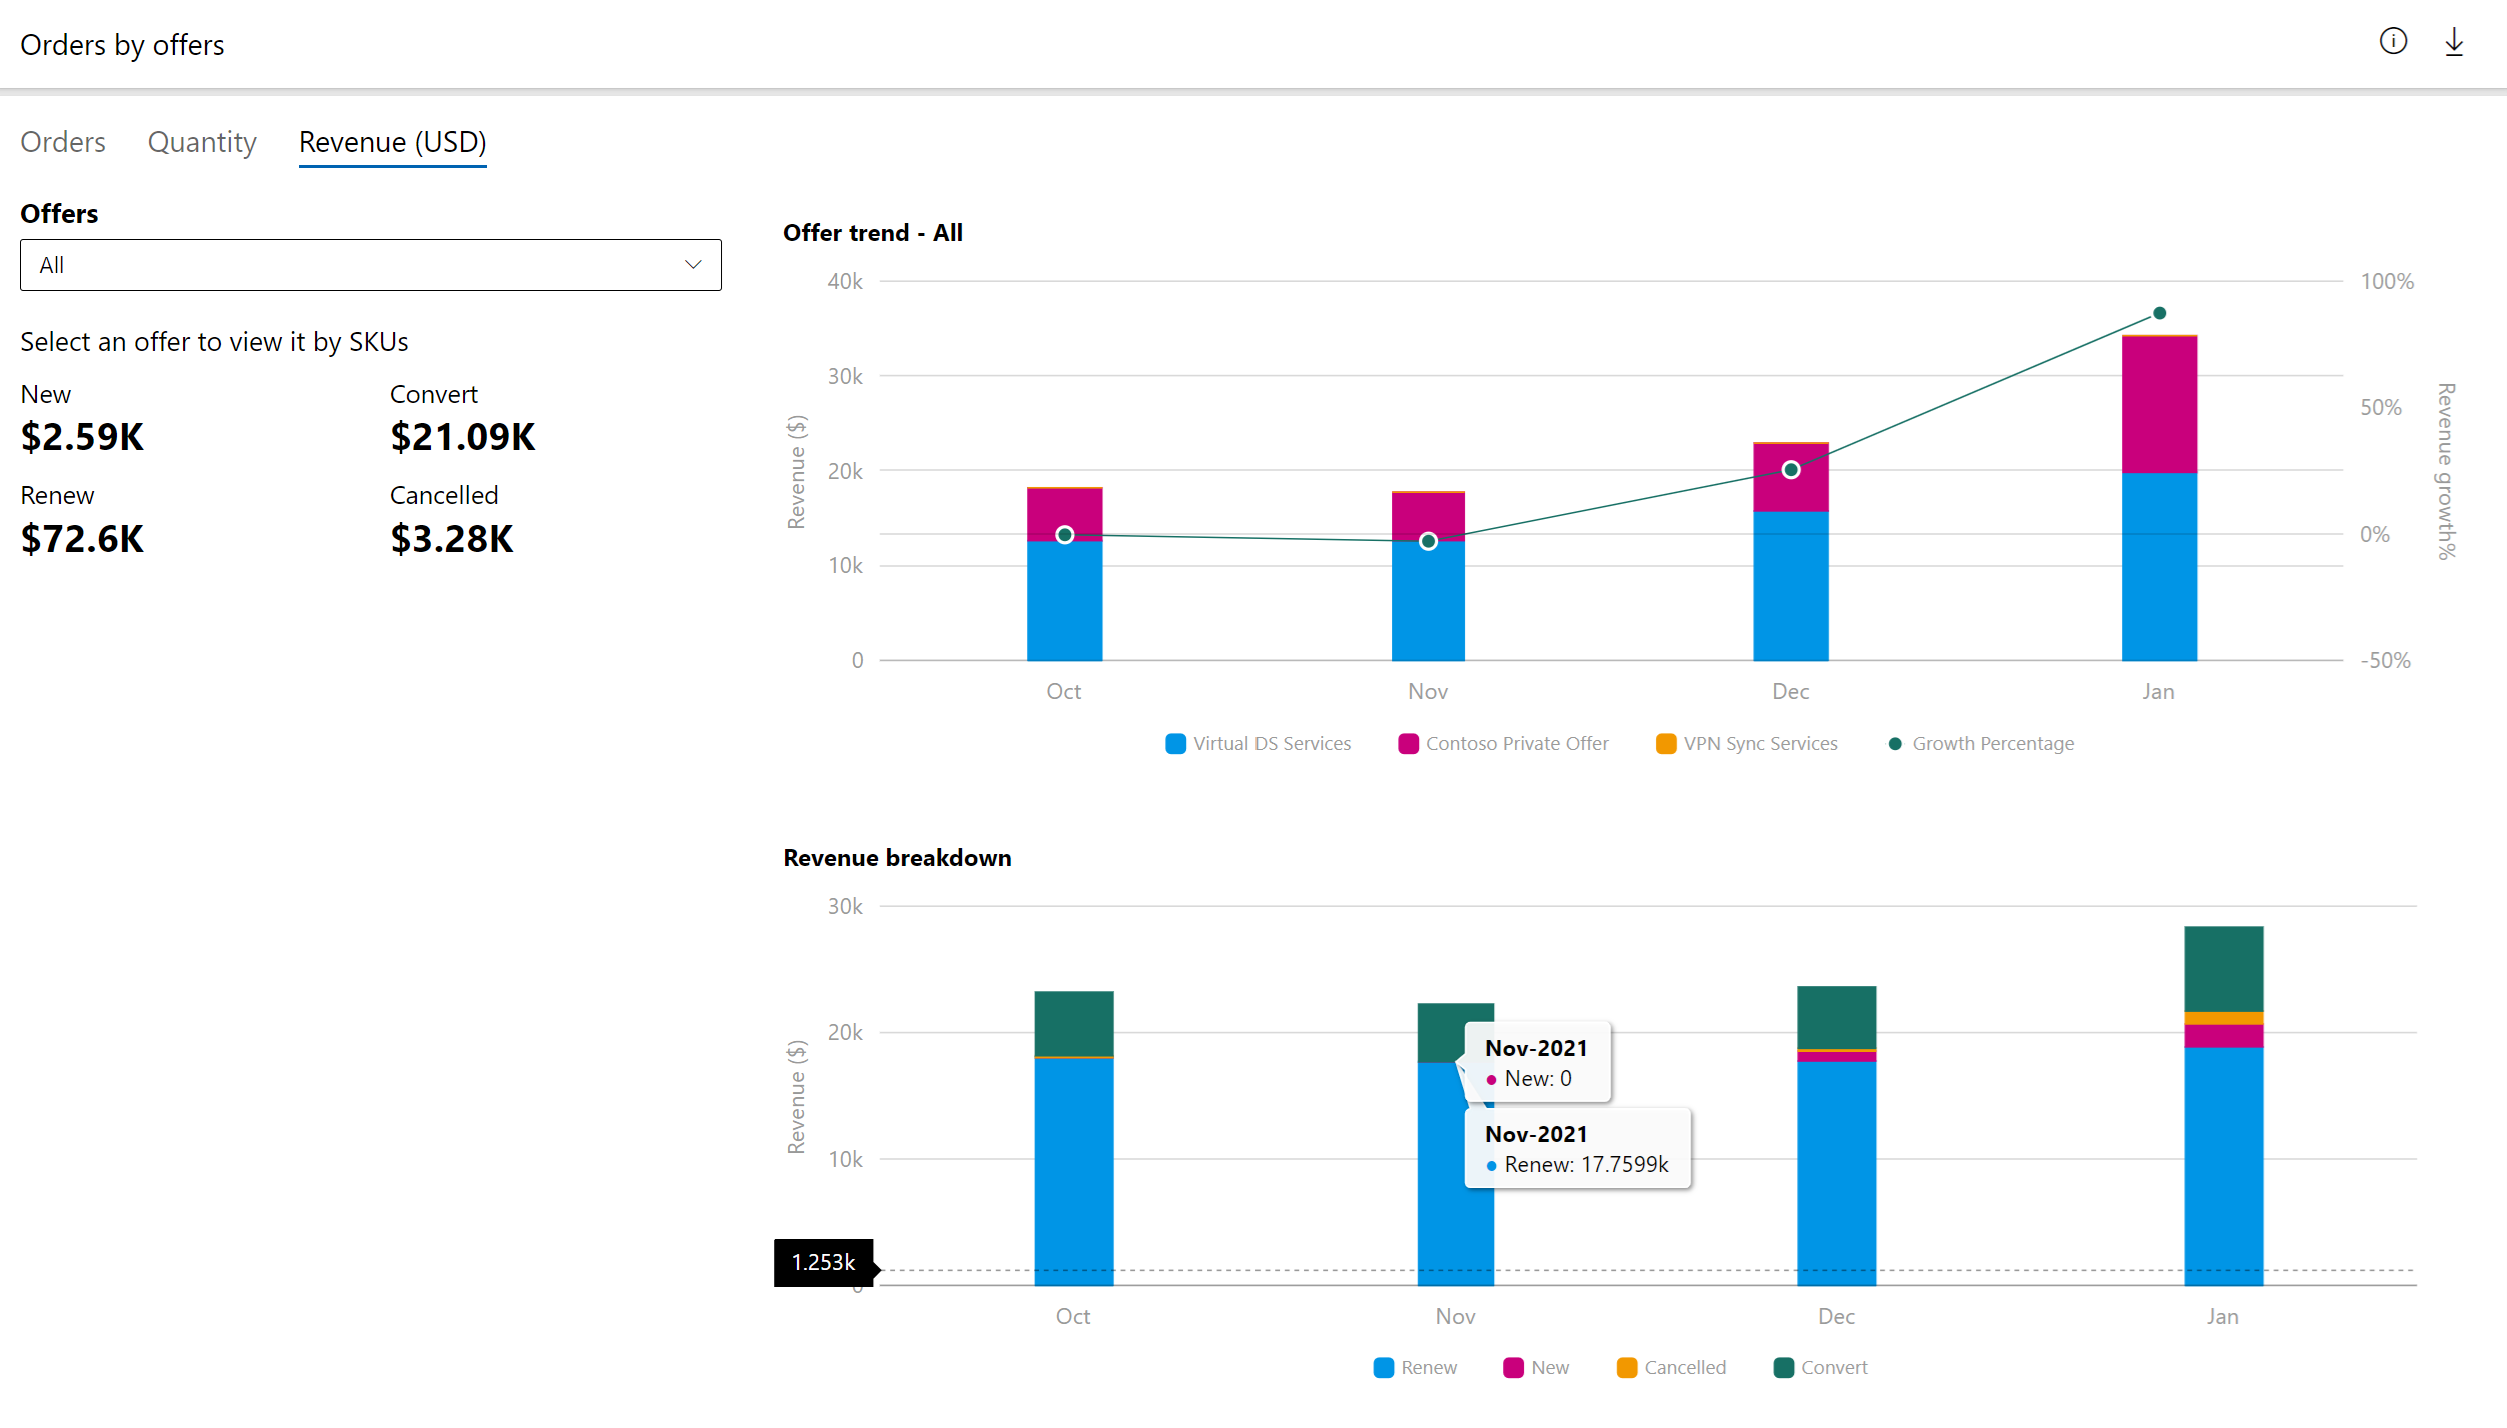 Orders by offers
Orders
Quantity
Revenue (USD)
Offers
All
Select an offer to view it by SKUs
New
Convert
$2.59K
$21.09K
Renew
Cancelled
$72.6K
$3.28K
Offer trend - All
40k
30k
20k
10k
0
Revenue ($)
100%
50%
0%
-50%
Revenue growth%
Oct
Nov
Dec
Jan
Virtual IDS Services
Contoso Private Offer
VPN Sync Services
Growth Percentage
Revenue breakdown
30k
20k
10k
0
Revenue ($)
1.253k
Nov-2021
New: 0
Nov-2021
Renew: 17.7599k
Oct
Nov
Dec
Jan
Renew
New
Cancelled
Convert